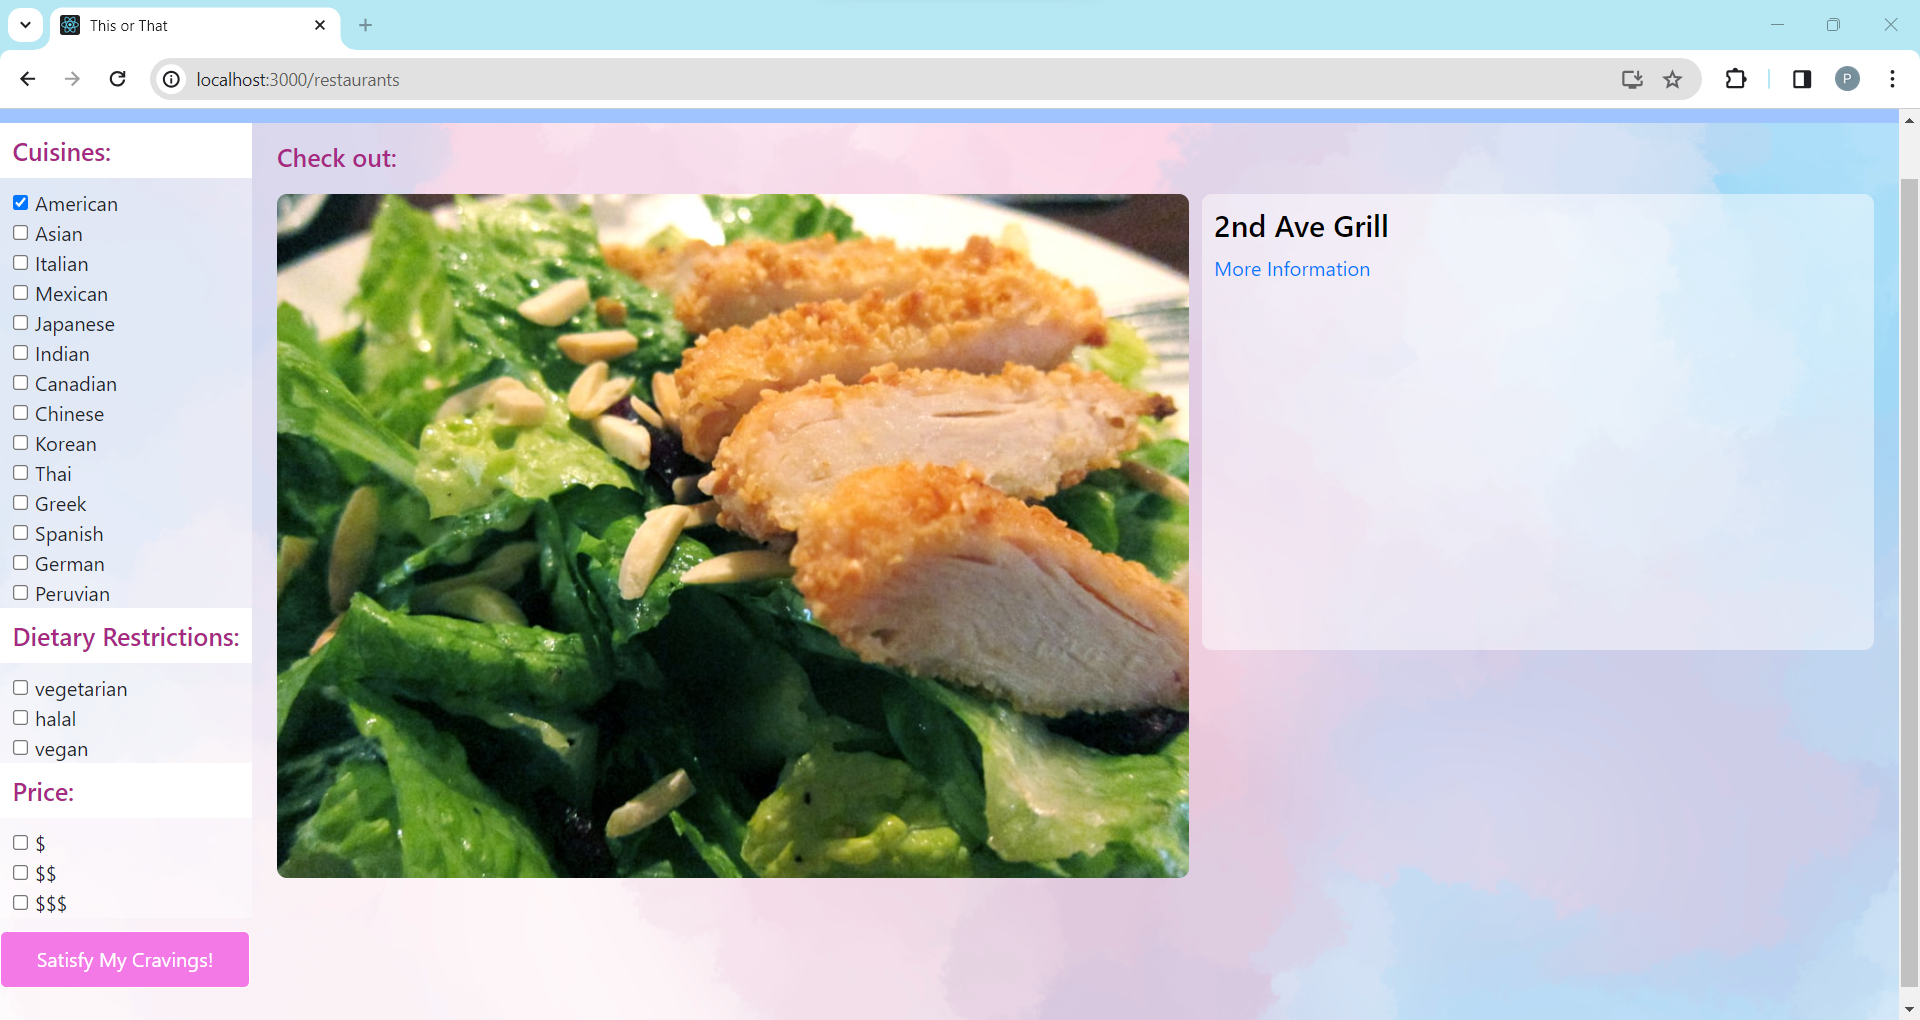 This or That
localhost:3000/restaurants
P
Cuisines:
American
Asian
Italian
Mexican
Japanese
Indian
Canadian
Chinese
Korean
Thai
Greek
Spanish
German
Peruvian
Dietary Restrictions:
vegetarian
halal
vegan
Price:
$
$$
$$$
Satisfy My Cravings!
Check out:
2nd Ave Grill
More Information